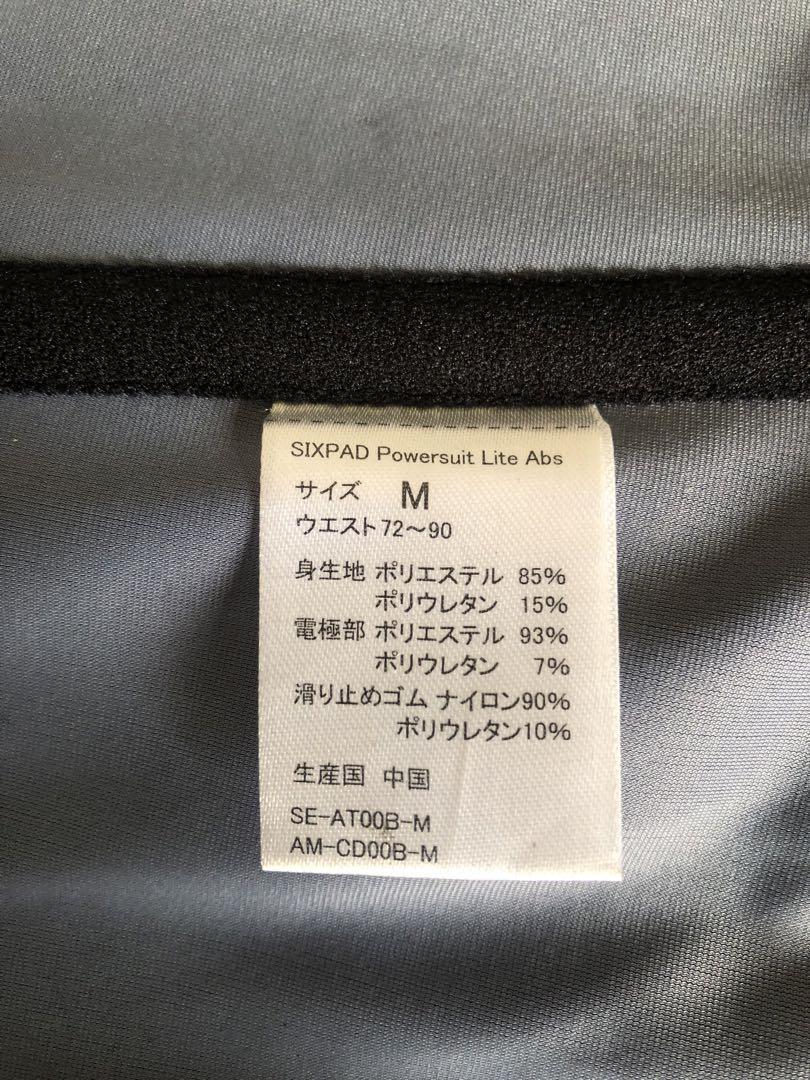 SIXPAD Powersuit Lite Abs
サイズ M
ウエスト72～90
身生地 ポリエステル 85%
ポリウレタン 15%
電極部 ポリエステル 93%
ポリウレタン 7%
滑り止めゴム ナイロン90%
ポリウレタン10%
生産国 中国
SE-AT00B-M
AM-CD00B-M